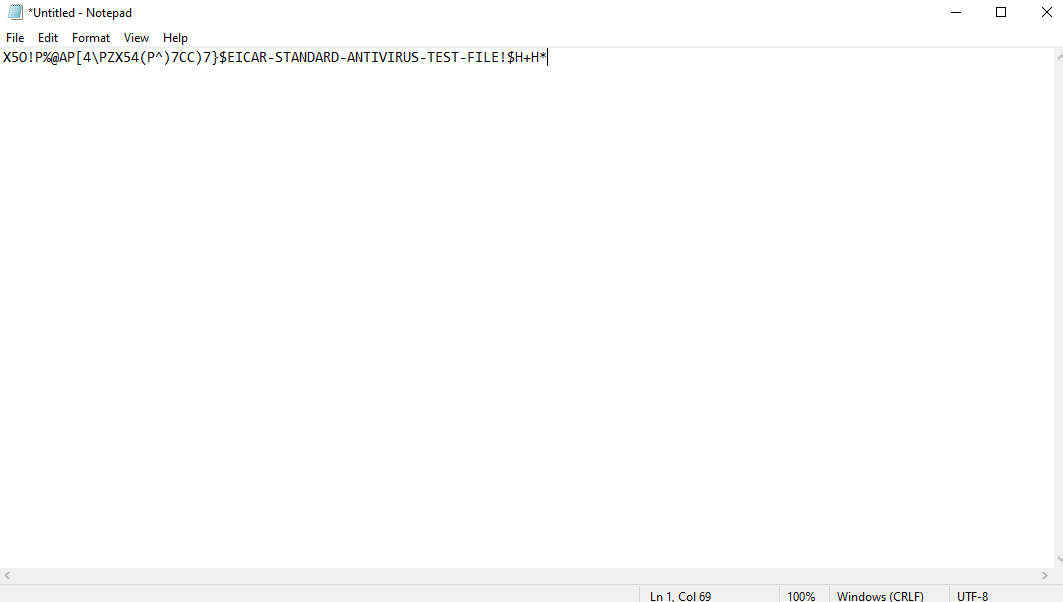 *Untitled - Notepad
File Edit Format View Help
X5O!P%@AP[4\PZX54(P^)7CC)7}$EICAR-STANDARD-ANTIVIRUS-TEST-FILE!$H+H*
Ln 1, Col 69 100% Windows (CRLF) UTF-8